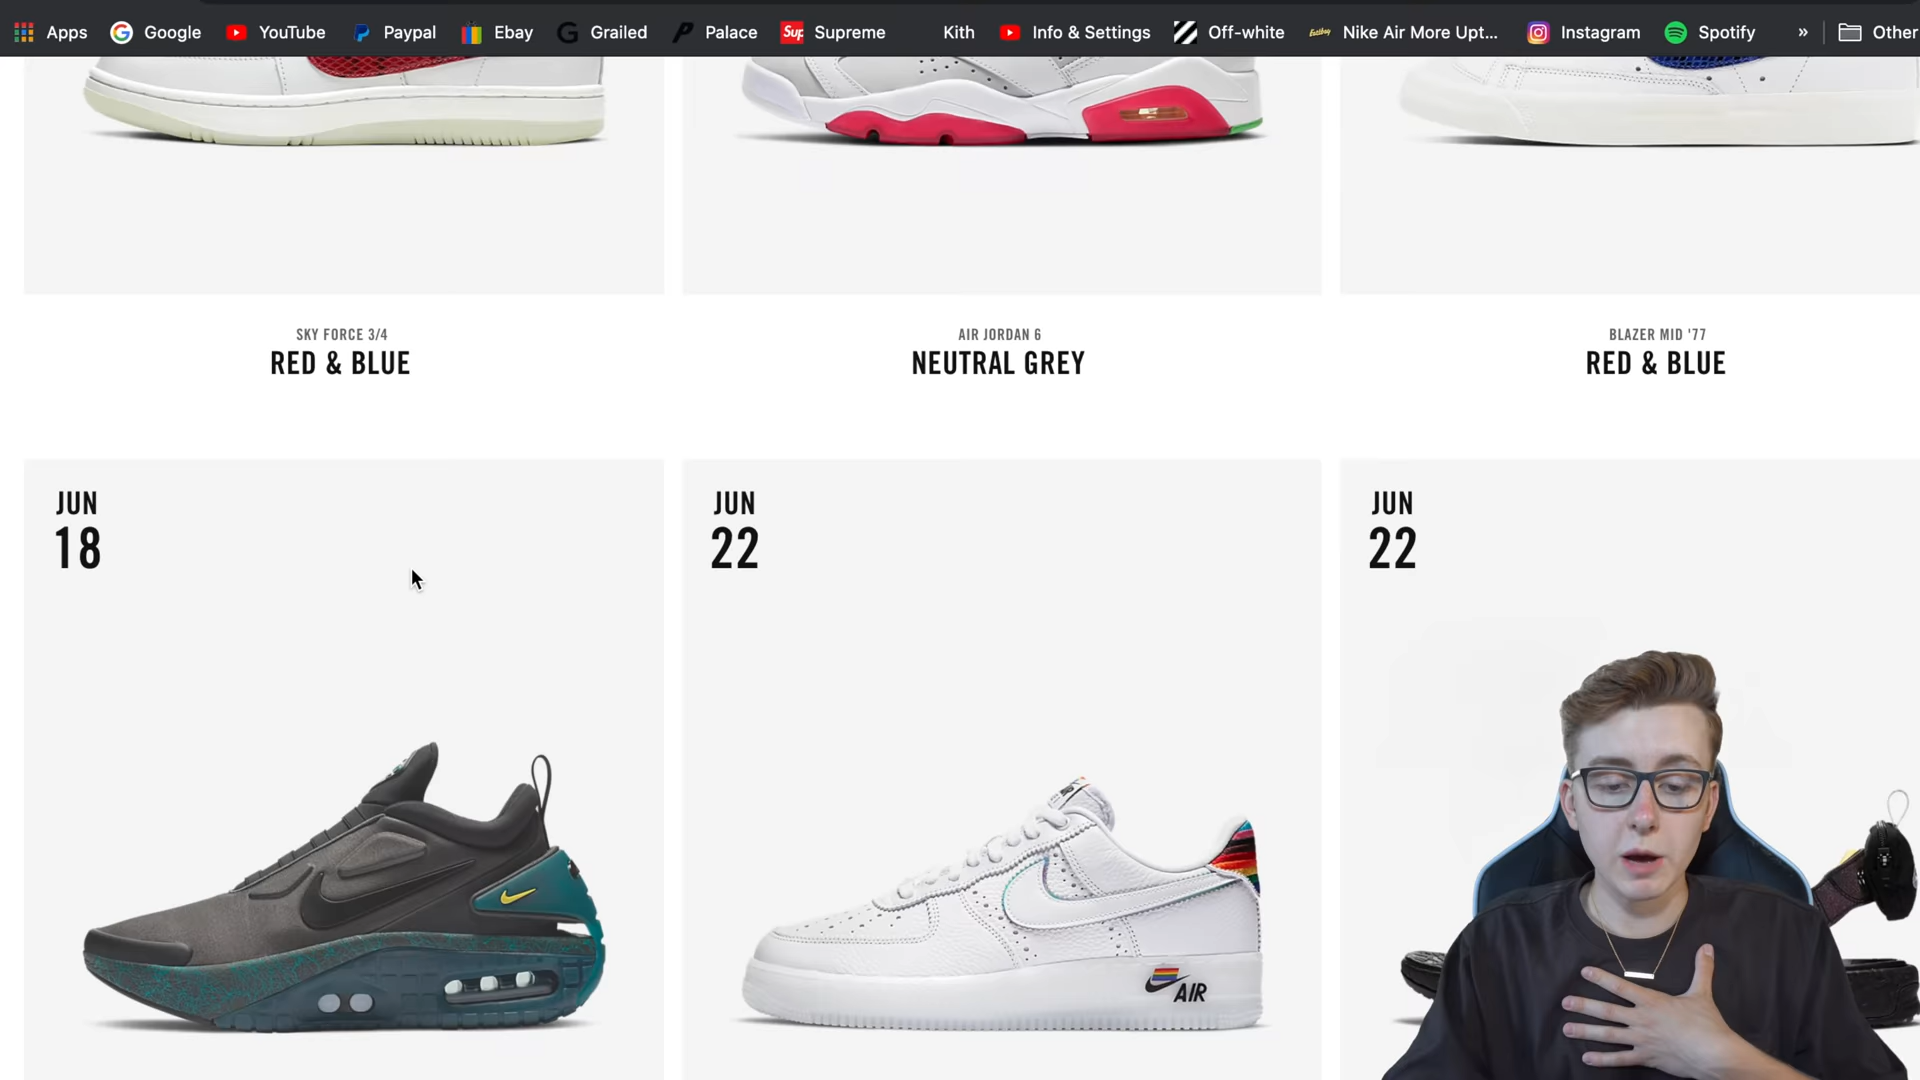 Apps Google YouTube Paypal Ebay Grailed Palace Supreme Kith Info & Settings Off-white Nike Air More Upt... Instagram Spotify » Other
SKY FORCE 3/4
RED & BLUE
AIR JORDAN 6
NEUTRAL GREY
BLAZER MID '77
RED & BLUE
JUN
18
JUN
22
JUN
22
AIR